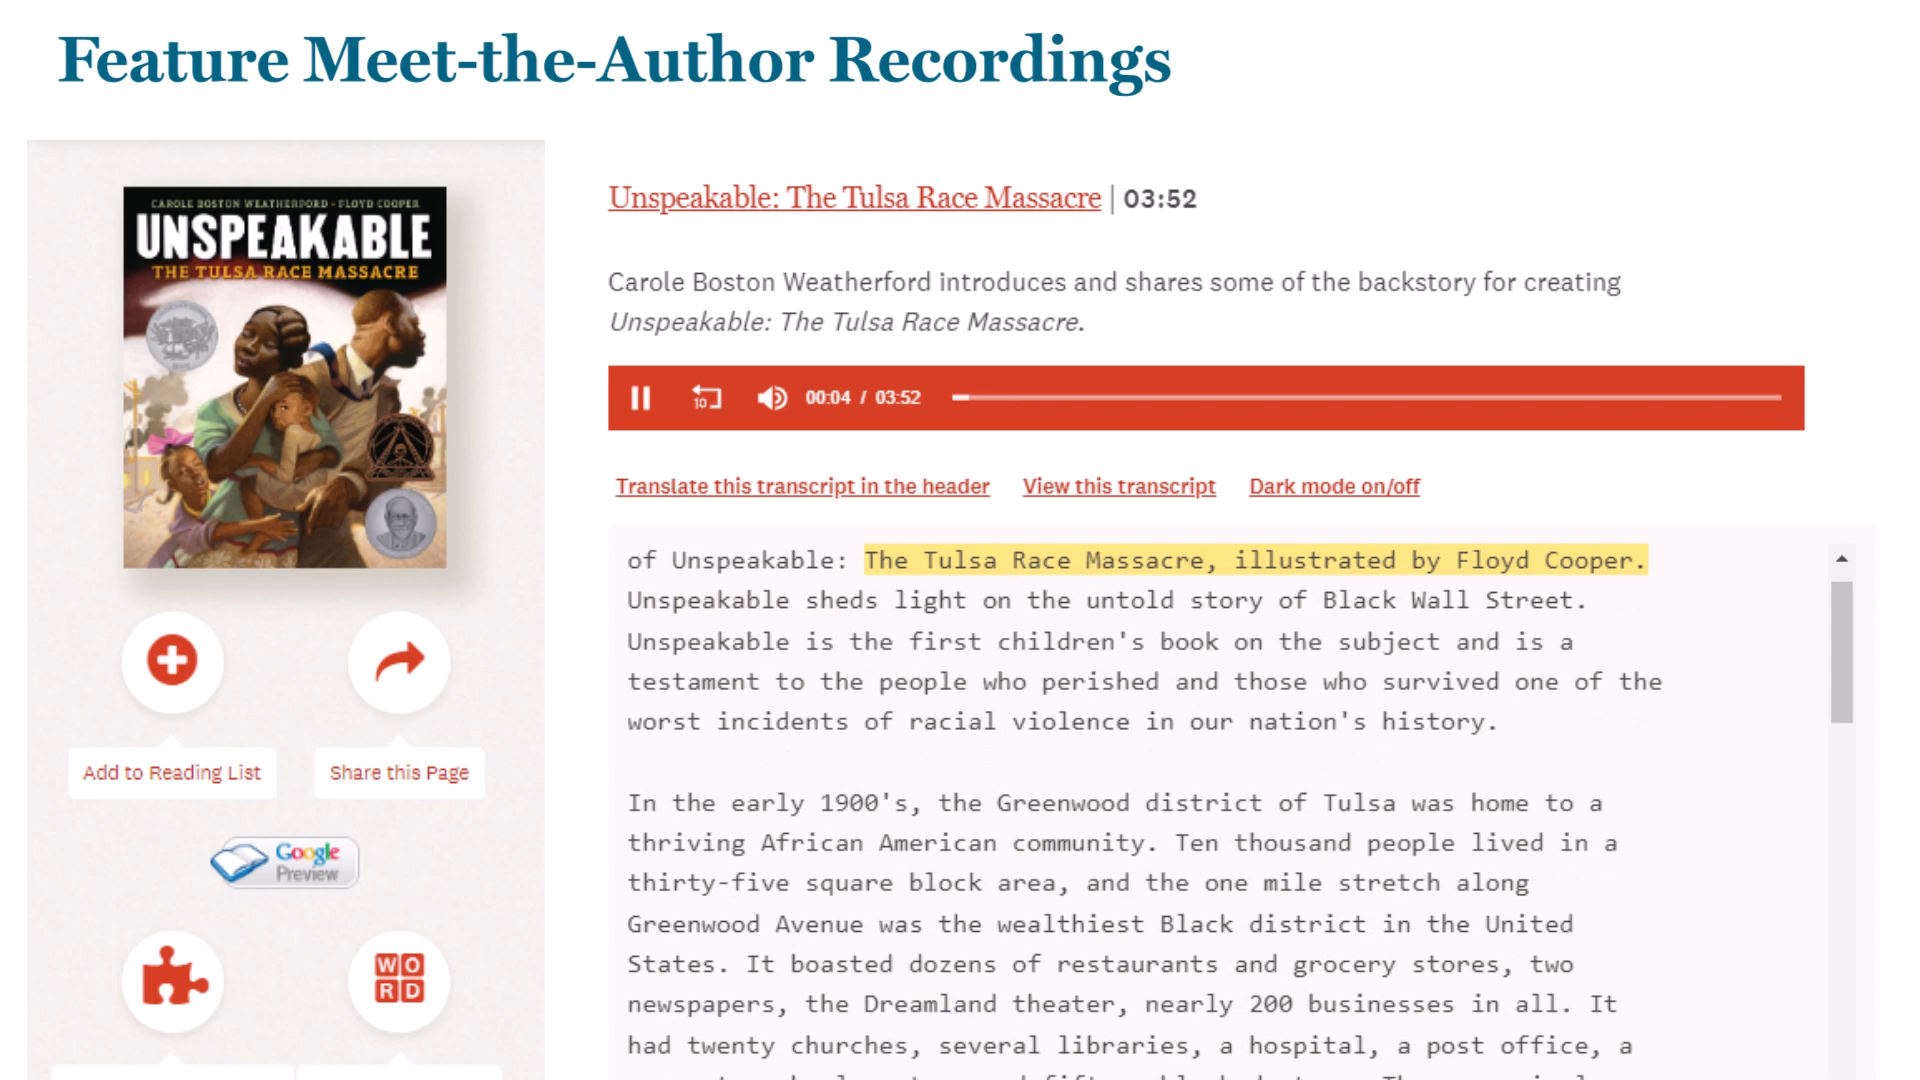 Feature Meet-the-Author Recordings
CAROLE BOSTON WEATHERFORD · FLOYD COOPER
UNSPEAKABLE
THE TULSA RACE MASSACRE
Add to Reading List
Share this Page
Google
Preview
WO
RD
Unspeakable: The Tulsa Race Massacre | 03:52
Carole Boston Weatherford introduces and shares some of the backstory for creating
Unspeakable: The Tulsa Race Massacre.
10
00:04 / 03:52
Translate this transcript in the header View this transcript Dark mode on/off
of Unspeakable: The Tulsa Race Massacre, illustrated by Floyd Cooper.
Unspeakable sheds light on the untold story of Black Wall Street.
Unspeakable is the first children's book on the subject and is a
testament to the people who perished and those who survived one of the
worst incidents of racial violence in our nation's history.
In the early 1900's, the Greenwood district of Tulsa was home to a
thriving African American community. Ten thousand people lived in a
thirty-five square block area, and the one mile stretch along
Greenwood Avenue was the wealthiest Black district in the United
States. It boasted dozens of restaurants and grocery stores, two
newspapers, the Dreamland theater, nearly 200 businesses in all. It
had twenty churches, several libraries, a hospital, a post office, a